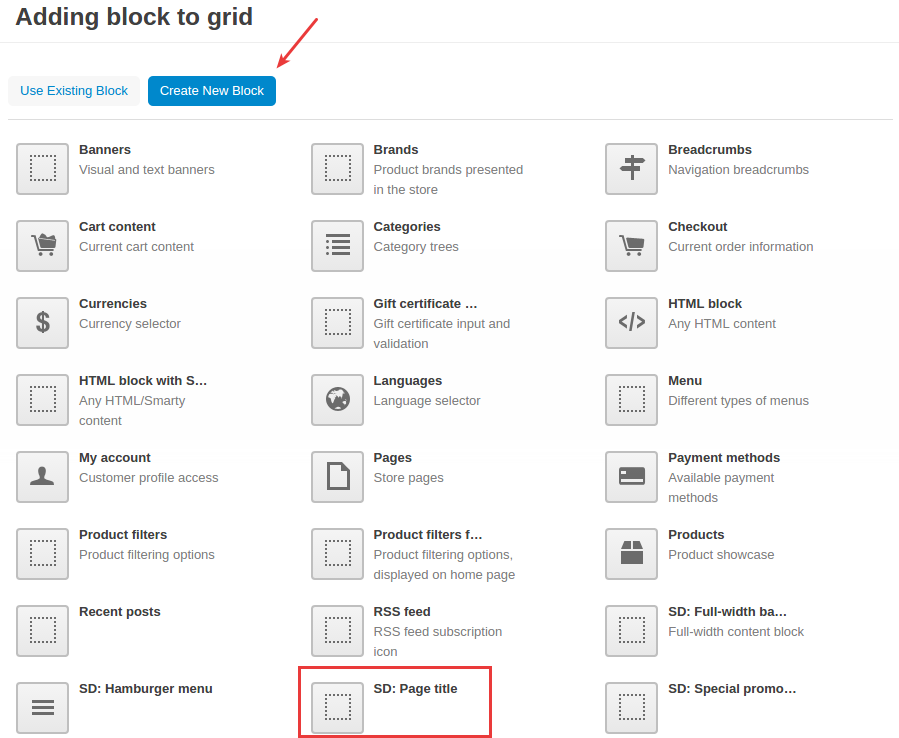 Adding block to grid
Use Existing Block
Create New Block
Banners
Visual and text banners
Brands
Product brands presented
in the store
Breadcrumbs
Navigation breadcrumbs
Cart content
Current cart content
Categories
Category trees
Checkout
Current order information
Currencies
Currency selector
Gift certificate ...
Gift certificate input and
validation
HTML block
Any HTML content
HTML block with S...
Any HTML/Smarty
content
Languages
Language selector
Menu
Different types of menus
My account
Customer profile access
Pages
Store pages
Payment methods
Available payment
methods
Product filters
Product filtering options
Product filters f...
Product filtering options,
displayed on home page
Products
Product showcase
Recent posts
RSS feed
RSS feed subscription
icon
SD: Full-width ba...
Full-width content block
SD: Hamburger menu
SD: Page title
SD: Special promo...